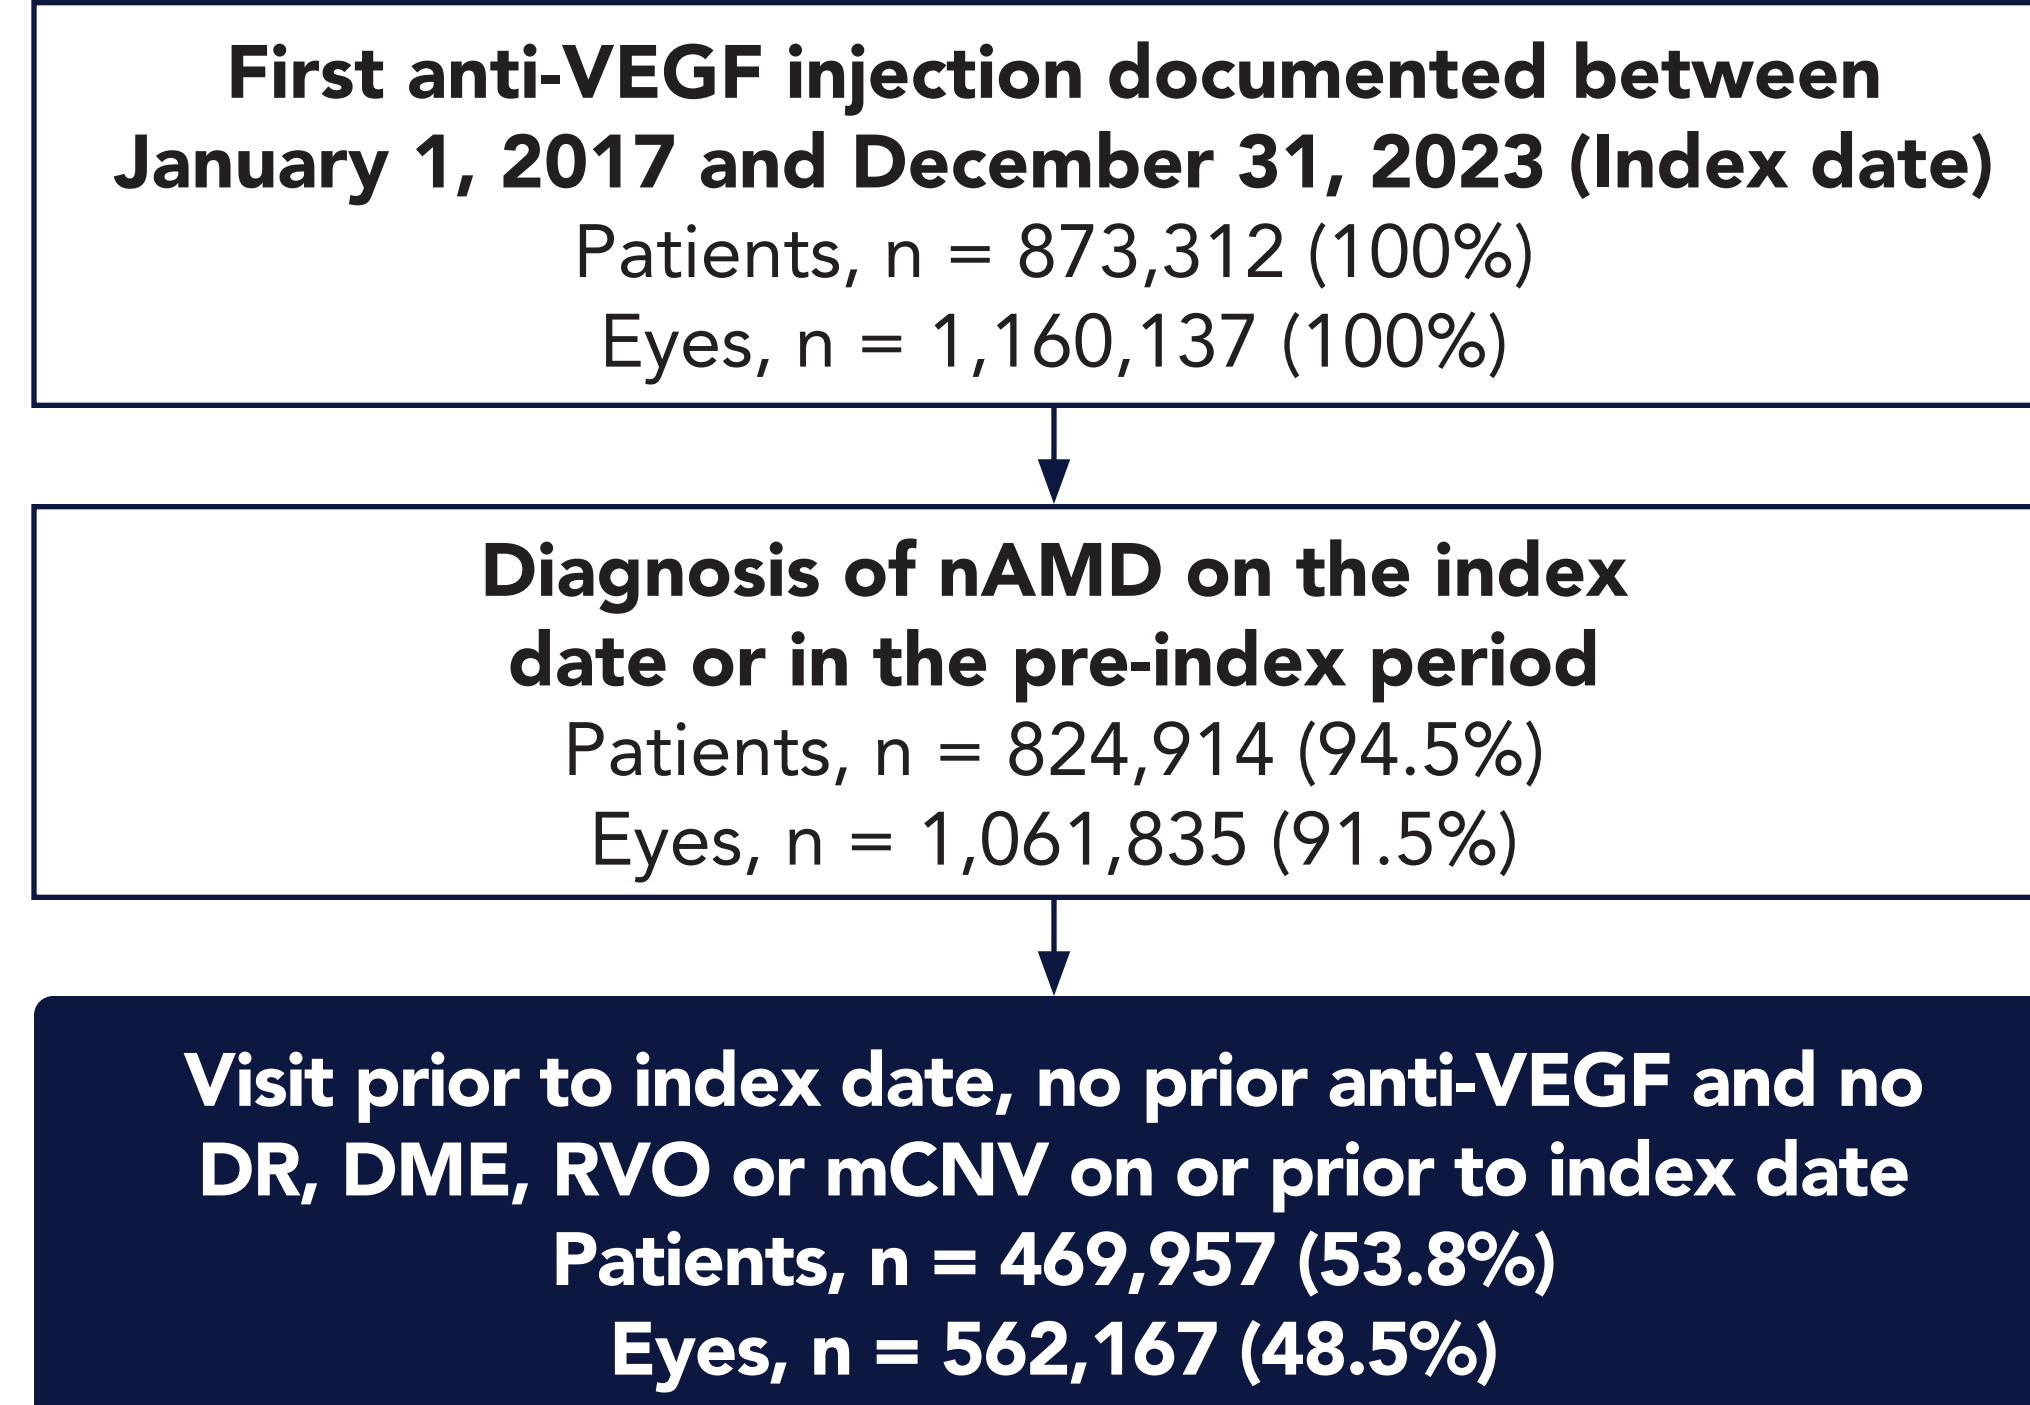 First anti-VEGF injection documented between
January 1, 2017 and December 31, 2023 (Index date)
Patients, n = 873,312 (100%)
Eyes, n = 1,160,137 (100%)
Diagnosis of nAMD on the index
date or in the pre-index period
Patients, n = 824,914 (94.5%)
Eyes, n = 1,061,835 (91.5%)
Visit prior to index date, no prior anti-VEGF and no
DR, DME, RVO or mCNV on or prior to index date
Patients, n = 469,957 (53.8%)
Eyes, n = 562,167 (48.5%)